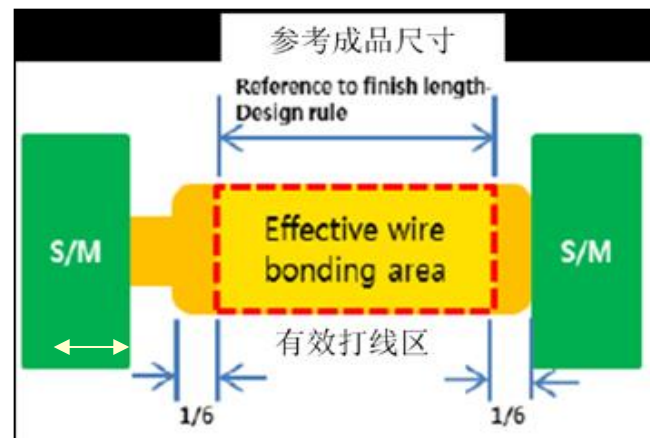 参考成品尺寸
Reference to finish length-
Design rule
S/M
Effective wire
bonding area
S/M
有效打线区
1/6
1/6